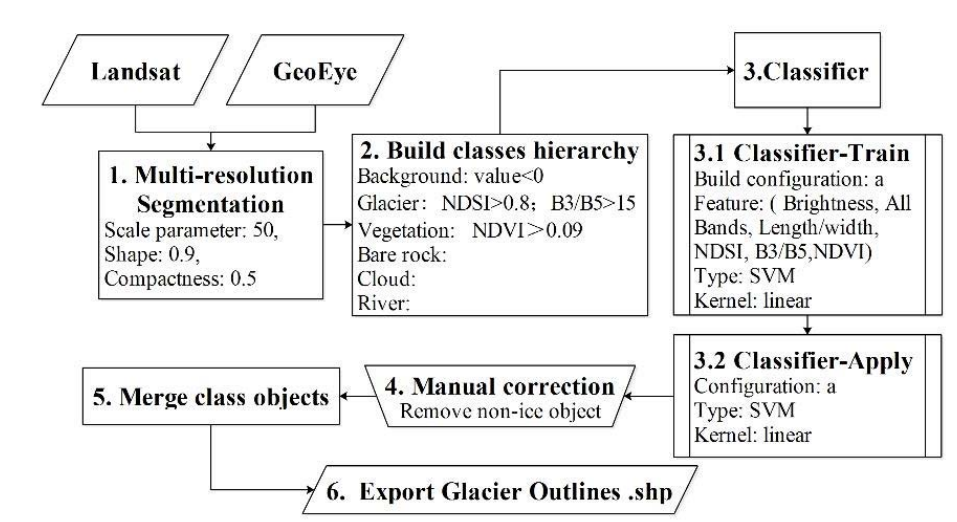 Landsat
GeoEye
1. Multi-resolution
Segmentation
Scale parameter: 50,
Shape: 0.9,
Compactness: 0.5
2. Build classes hierarchy
Background: value<0
Glacier: NDSI>0.8; B3/B5>15
Vegetation: NDVI>0.09
Bare rock:
Cloud:
River:
3.Classifier
3.1 Classifier-Train
Build configuration: a
Feature: ( Brightness, All
Bands, Length/width,
NDSI, B3/B5,NDVI)
Type: SVM
Kernel: linear
3.2 Classifier-Apply
Configuration: a
Type: SVM
Kernel: linear
4. Manual correction
Remove non-ice object
5. Merge class objects
6. Export Glacier Outlines .shp